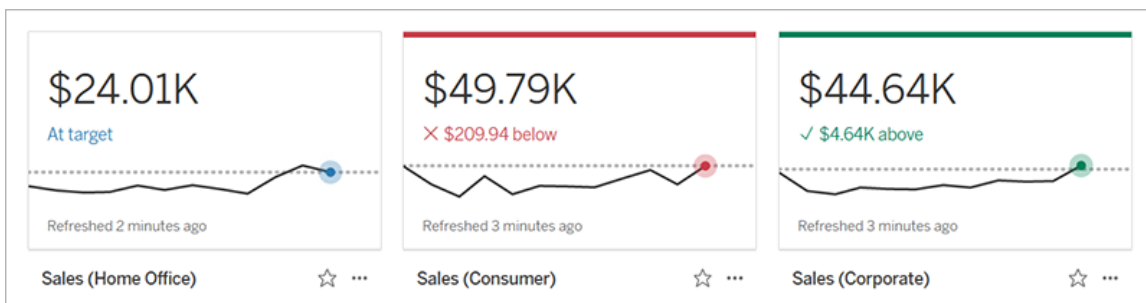 $24.01K
At target
Refreshed 2 minutes ago
Sales (Home Office)
$49.79K
$209.94 below
Refreshed 3 minutes ago
Sales (Consumer)
$44.64K
$4.64K above
Refreshed 3 minutes ago
Sales (Corporate)